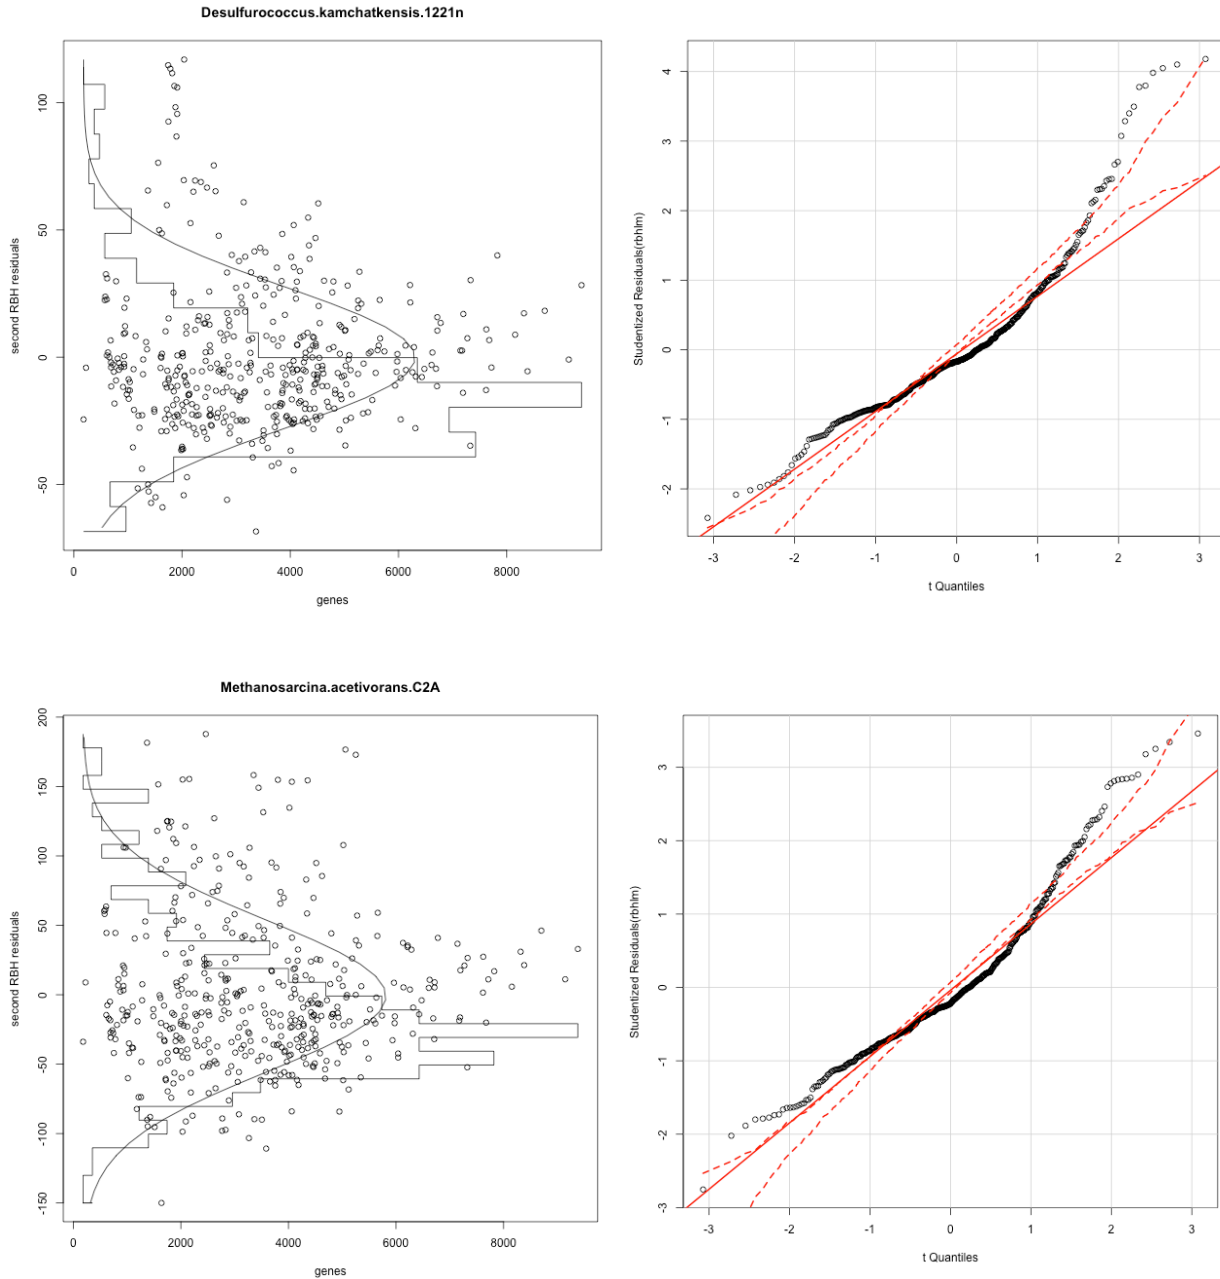 Desulfurococcus.kamchatkensis.1221n
second RBH residuals
100
50
0
-50
0 2000 4000 6000 8000
genes
Studentized Residuals(rbhlm)
4
3
2
1
0
-1
-2
-3 -2 -1 0 1 2 3
t Quantiles
Methanosarcina.acetivorans.C2A
second RBH residuals
200
150
100
50
0
-50
-100
-150
0 2000 4000 6000 8000
genes
Studentized Residuals(rbhlm)
3
2
1
0
-1
-2
-3
-3 -2 -1 0 1 2 3
t Quantiles